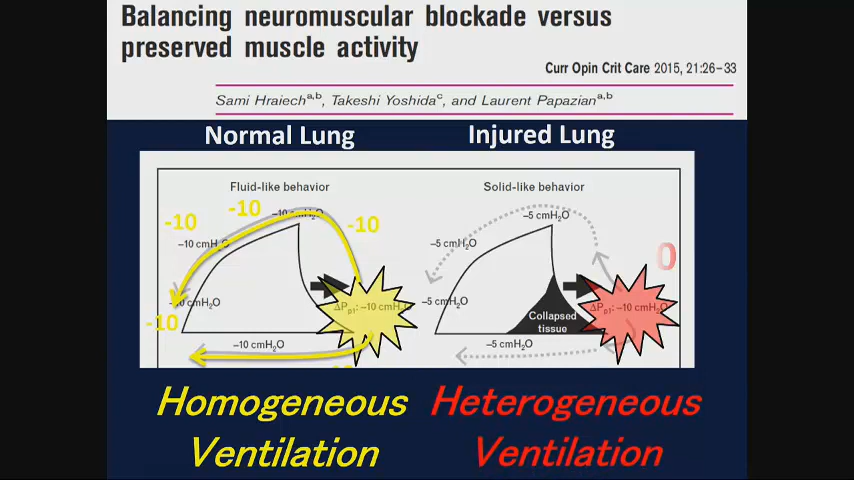 Balancing neuromuscular blockade versus
preserved muscle activity
Curr Opin Crit Care 2015, 21:26–33
Sami Hraiech^a,b, Takeshi Yoshida^c, and Laurent Papazian^a,b
Normal Lung
Injured Lung
Fluid-like behavior
Solid-like behavior
-10
-10
-10
–10 cmH₂O
–5 cmH₂O
–10 cmH₂O
–5 cmH₂O
0
–5 cmH₂O
ΔPp1: –10 cmH₂O
ΔPp1: –10 cmH₂O
-10
Collapsed
tissue
–10 cmH₂O
–5 cmH₂O
Homogeneous
Ventilation
Heterogeneous
Ventilation